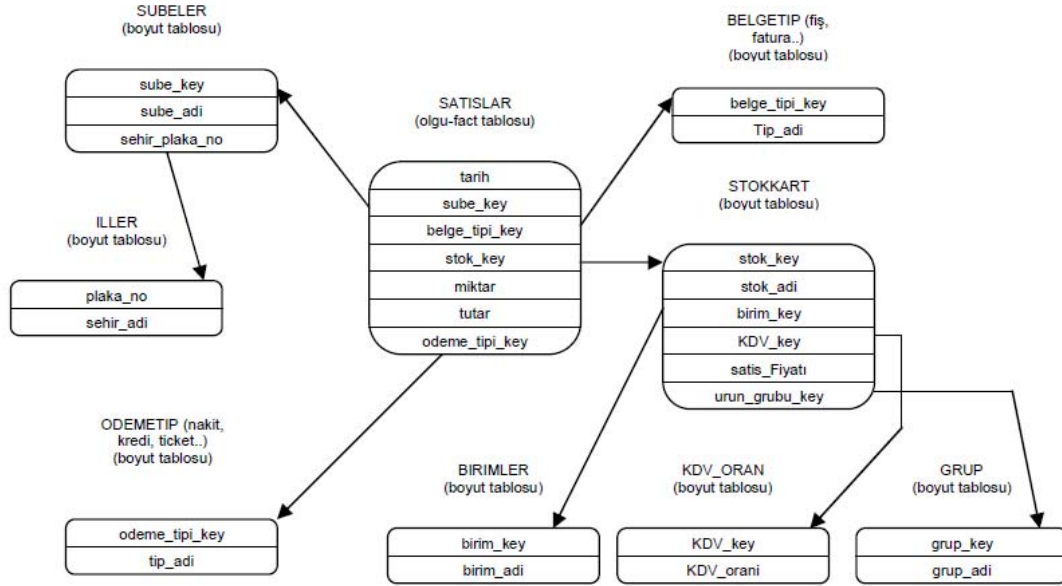 SUBELER
(boyut tablosu)
sube_key
sube_adi
sehir_plaka_no
ILLER
(boyut tablosu)
plaka_no
sehir_adi
SATISLAR
(olgu-fact tablosu)
tarih
sube_key
belge_tipi_key
stok_key
miktar
tutar
odeme_tipi_key
BELGETIP (fiş,
fatura..)
(boyut tablosu)
belge_tipi_key
Tip_adi
STOKKART
(boyut tablosu)
stok_key
stok_adi
birim_key
KDV_key
satis_Fiyatı
urun_grubu_key
ODEMETIP (nakit,
kredi, ticket..)
(boyut tablosu)
odeme_tipi_key
tip_adi
BIRIMLER
(boyut tablosu)
birim_key
birim_adi
KDV_ORAN
(boyut tablosu)
KDV_key
KDV_orani
GRUP
(boyut tablosu)
grup_key
grup_adi